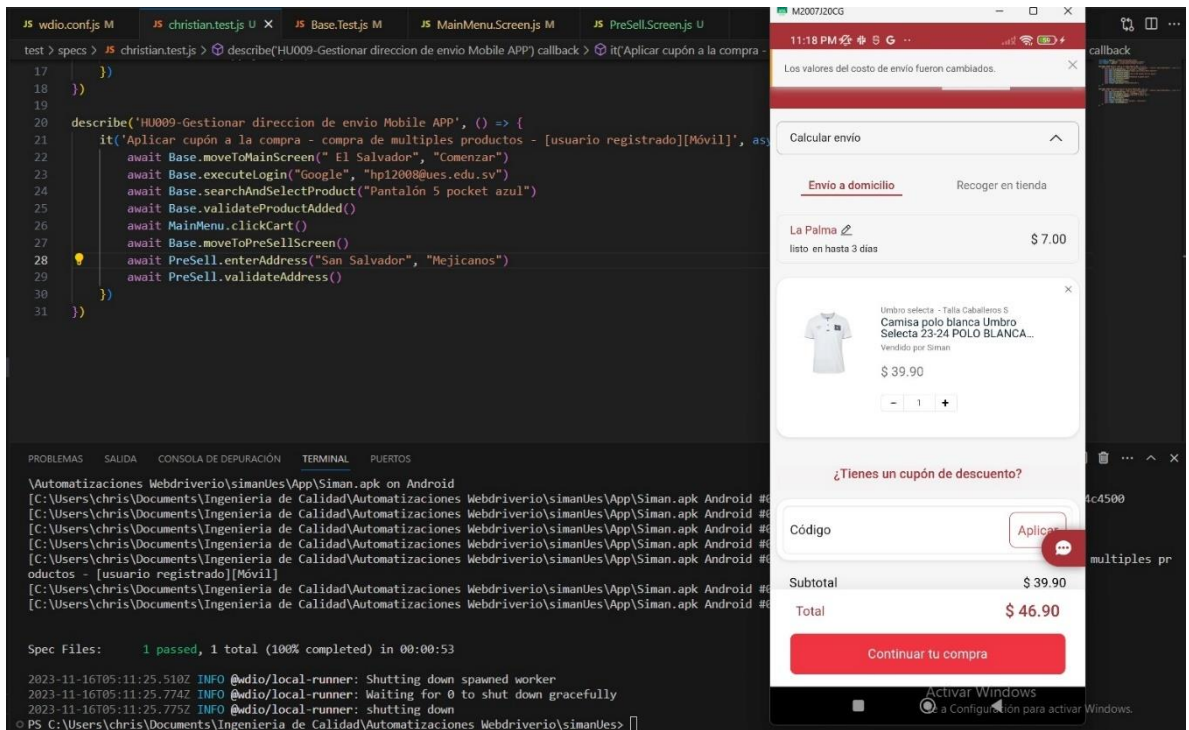 JS wdio.conf.js M JS christian.test.js U JS Base.Test.js M JS MainMenu.Screen.js M JS PreSell.Screen.js U
test > specs > JS christian.test.js > describe('HU009-Gestionar direccion de envio Mobile APP') callback > it('Aplicar cupón a la compra - callback
17 })
18 })
19
20 describe('HU009-Gestionar direccion de envio Mobile APP', () => {
21 it('Aplicar cupón a la compra - compra de multiples productos - [usuario registrado][Móvil]', asy
22 await Base.moveToMainScreen(" El Salvador", "Comenzar")
23 await Base.executeLogin("Google", "hp12008@ues.edu.sv")
24 await Base.searchAndSelectProduct("Pantalón 5 pocket azul")
25 await Base.validateProductAdded()
26 await MainMenu.clickCart()
27 await Base.moveToPreSellScreen()
28 await PreSell.enterAddress("San Salvador", "Mejicanos")
29 await PreSell.validateAddress()
30 })
31 })
PROBLEMAS SALIDA CONSOLA DE DEPURACIÓN TERMINAL PUERTOS
\Automatizaciones Webdriverio\simanUes\App\Siman.apk on Android
[C:\Users\chris\Documents\Ingenieria de Calidad\Automatizaciones Webdriverio\simanUes\App\Siman.apk Android #0 4c4500
[C:\Users\chris\Documents\Ingenieria de Calidad\Automatizaciones Webdriverio\simanUes\App\Siman.apk Android #0
[C:\Users\chris\Documents\Ingenieria de Calidad\Automatizaciones Webdriverio\simanUes\App\Siman.apk Android #0
[C:\Users\chris\Documents\Ingenieria de Calidad\Automatizaciones Webdriverio\simanUes\App\Siman.apk Android #0
[C:\Users\chris\Documents\Ingenieria de Calidad\Automatizaciones Webdriverio\simanUes\App\Siman.apk Android #0 multiples pr
oductos - [usuario registrado][Móvil]
[C:\Users\chris\Documents\Ingenieria de Calidad\Automatizaciones Webdriverio\simanUes\App\Siman.apk Android #0
[C:\Users\chris\Documents\Ingenieria de Calidad\Automatizaciones Webdriverio\simanUes\App\Siman.apk Android #0
Spec Files: 1 passed, 1 total (100% completed) in 00:00:53
2023-11-16T05:11:25.510Z INFO @wdio/local-runner: Shutting down spawned worker
2023-11-16T05:11:25.774Z INFO @wdio/local-runner: Waiting for 0 to shut down gracefully
2023-11-16T05:11:25.775Z INFO @wdio/local-runner: shutting down
PS C:\Users\chris\Documents\Ingenieria de Calidad\Automatizaciones Webdriverio\simanUes>
M2007J20CG
11:18 PM
Los valores del costo de envío fueron cambiados.
Calcular envío
Envío a domicilio Recoger en tienda
La Palma $ 7.00
listo en hasta 3 días
Umbro selecta - Talla Caballeros S
Camisa polo blanca Umbro
Selecta 23-24 POLO BLANCA...
Vendido por Siman
$ 39.90
- 1 +
¿Tienes un cupón de descuento?
Código Aplicar
Subtotal $ 39.90
Total $ 46.90
Continuar tu compra
Activar Windows
a Configuración para activar Windows.